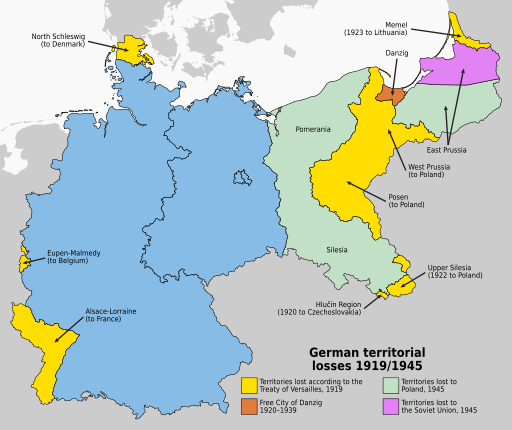 North Schleswig
(to Denmark)
Memel
(1923 to Lithuania)
Danzig
Pomerania
East Prussia
West Prussia
(to Poland)
Posen
(to Poland)
Silesia
Eupen-Malmedy
(to Belgium)
Upper Silesia
(1922 to Poland)
Hlučín Region
(1920 to Czechoslovakia)
Alsace-Lorraine
(to France)
German territorial
losses 1919/1945
Territories lost according to the
Treaty of Versailles, 1919
Free City of Danzig
1920–1939
Territories lost to
Poland, 1945
Territories lost to
the Soviet Union, 1945